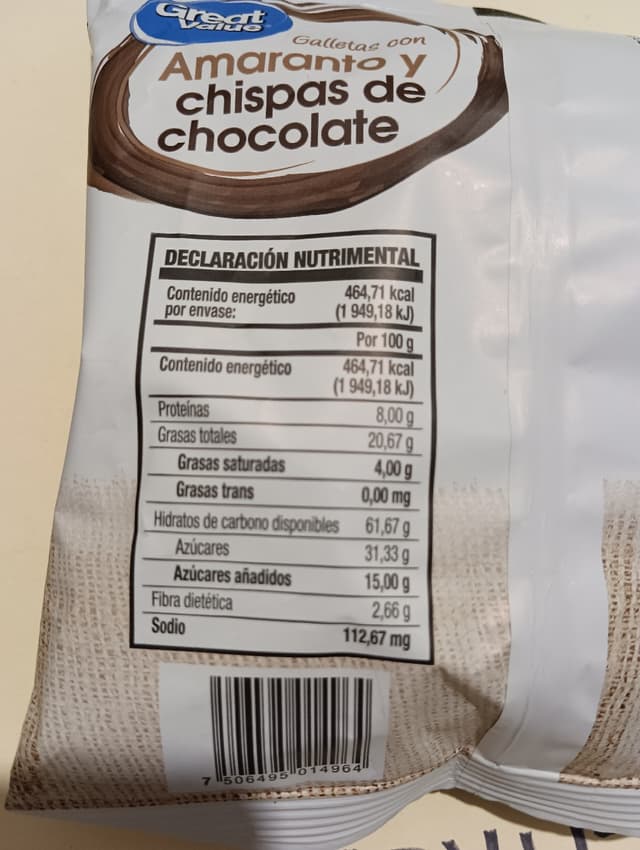 Great
Value
Galletas con
Amaranto y
chispas de
chocolate
DECLARACIÓN NUTRIMENTAL
Contenido energético por envase: 464,71 kcal (1 949,18 kJ)
Por 100 g
Contenido energético 464,71 kcal (1 949,18 kJ)
Proteínas 8,00 g
Grasas totales 20,67 g
Grasas saturadas 4,00 g
Grasas trans 0,00 mg
Hidratos de carbono disponibles 61,67 g
Azúcares 31,33 g
Azúcares añadidos 15,00 g
Fibra dietética 2,66 g
Sodio 112,67 mg
7 506495 014964